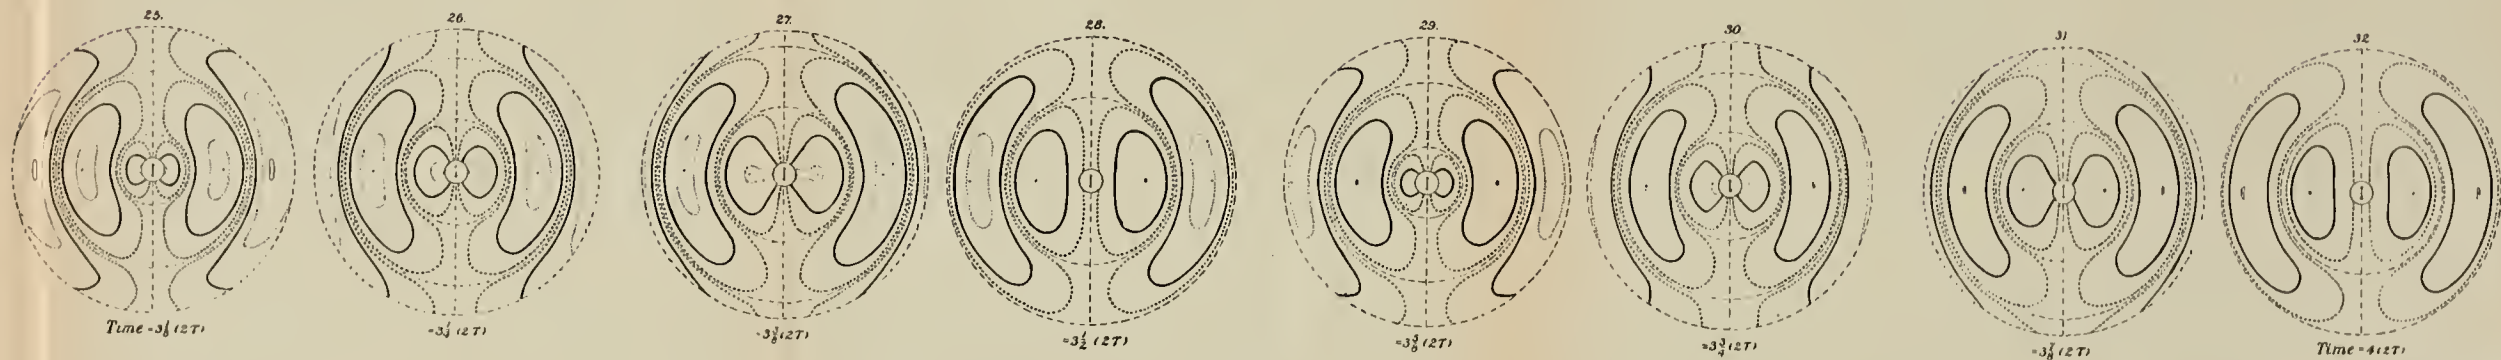 25.
26.
27.
28.
29.
30.
31
32
Time = 3⅛ (2T)
= 3¼ (2T)
= 3⅜ (2T)
= 3½ (2T)
= 3⅝ (2T)
= 3¾ (2T)
= 3⅞ (2T)
Time = 4 (2T)